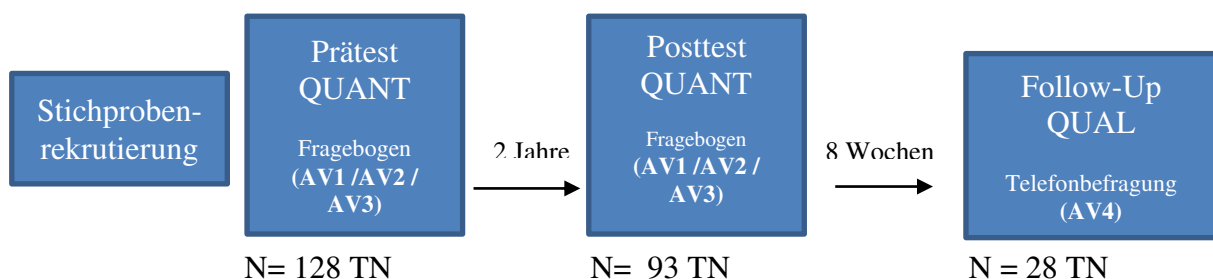 Stichproben-
rekrutierung
Prätest
QUANT
Fragebogen
(AV1 /AV2 /
AV3)
N= 128 TN
2 Jahre
Posttest
QUANT
Fragebogen
(AV1 /AV2 /
AV3)
N= 93 TN
8 Wochen
Follow-Up
QUAL
Telefonbefragung
(AV4)
N = 28 TN